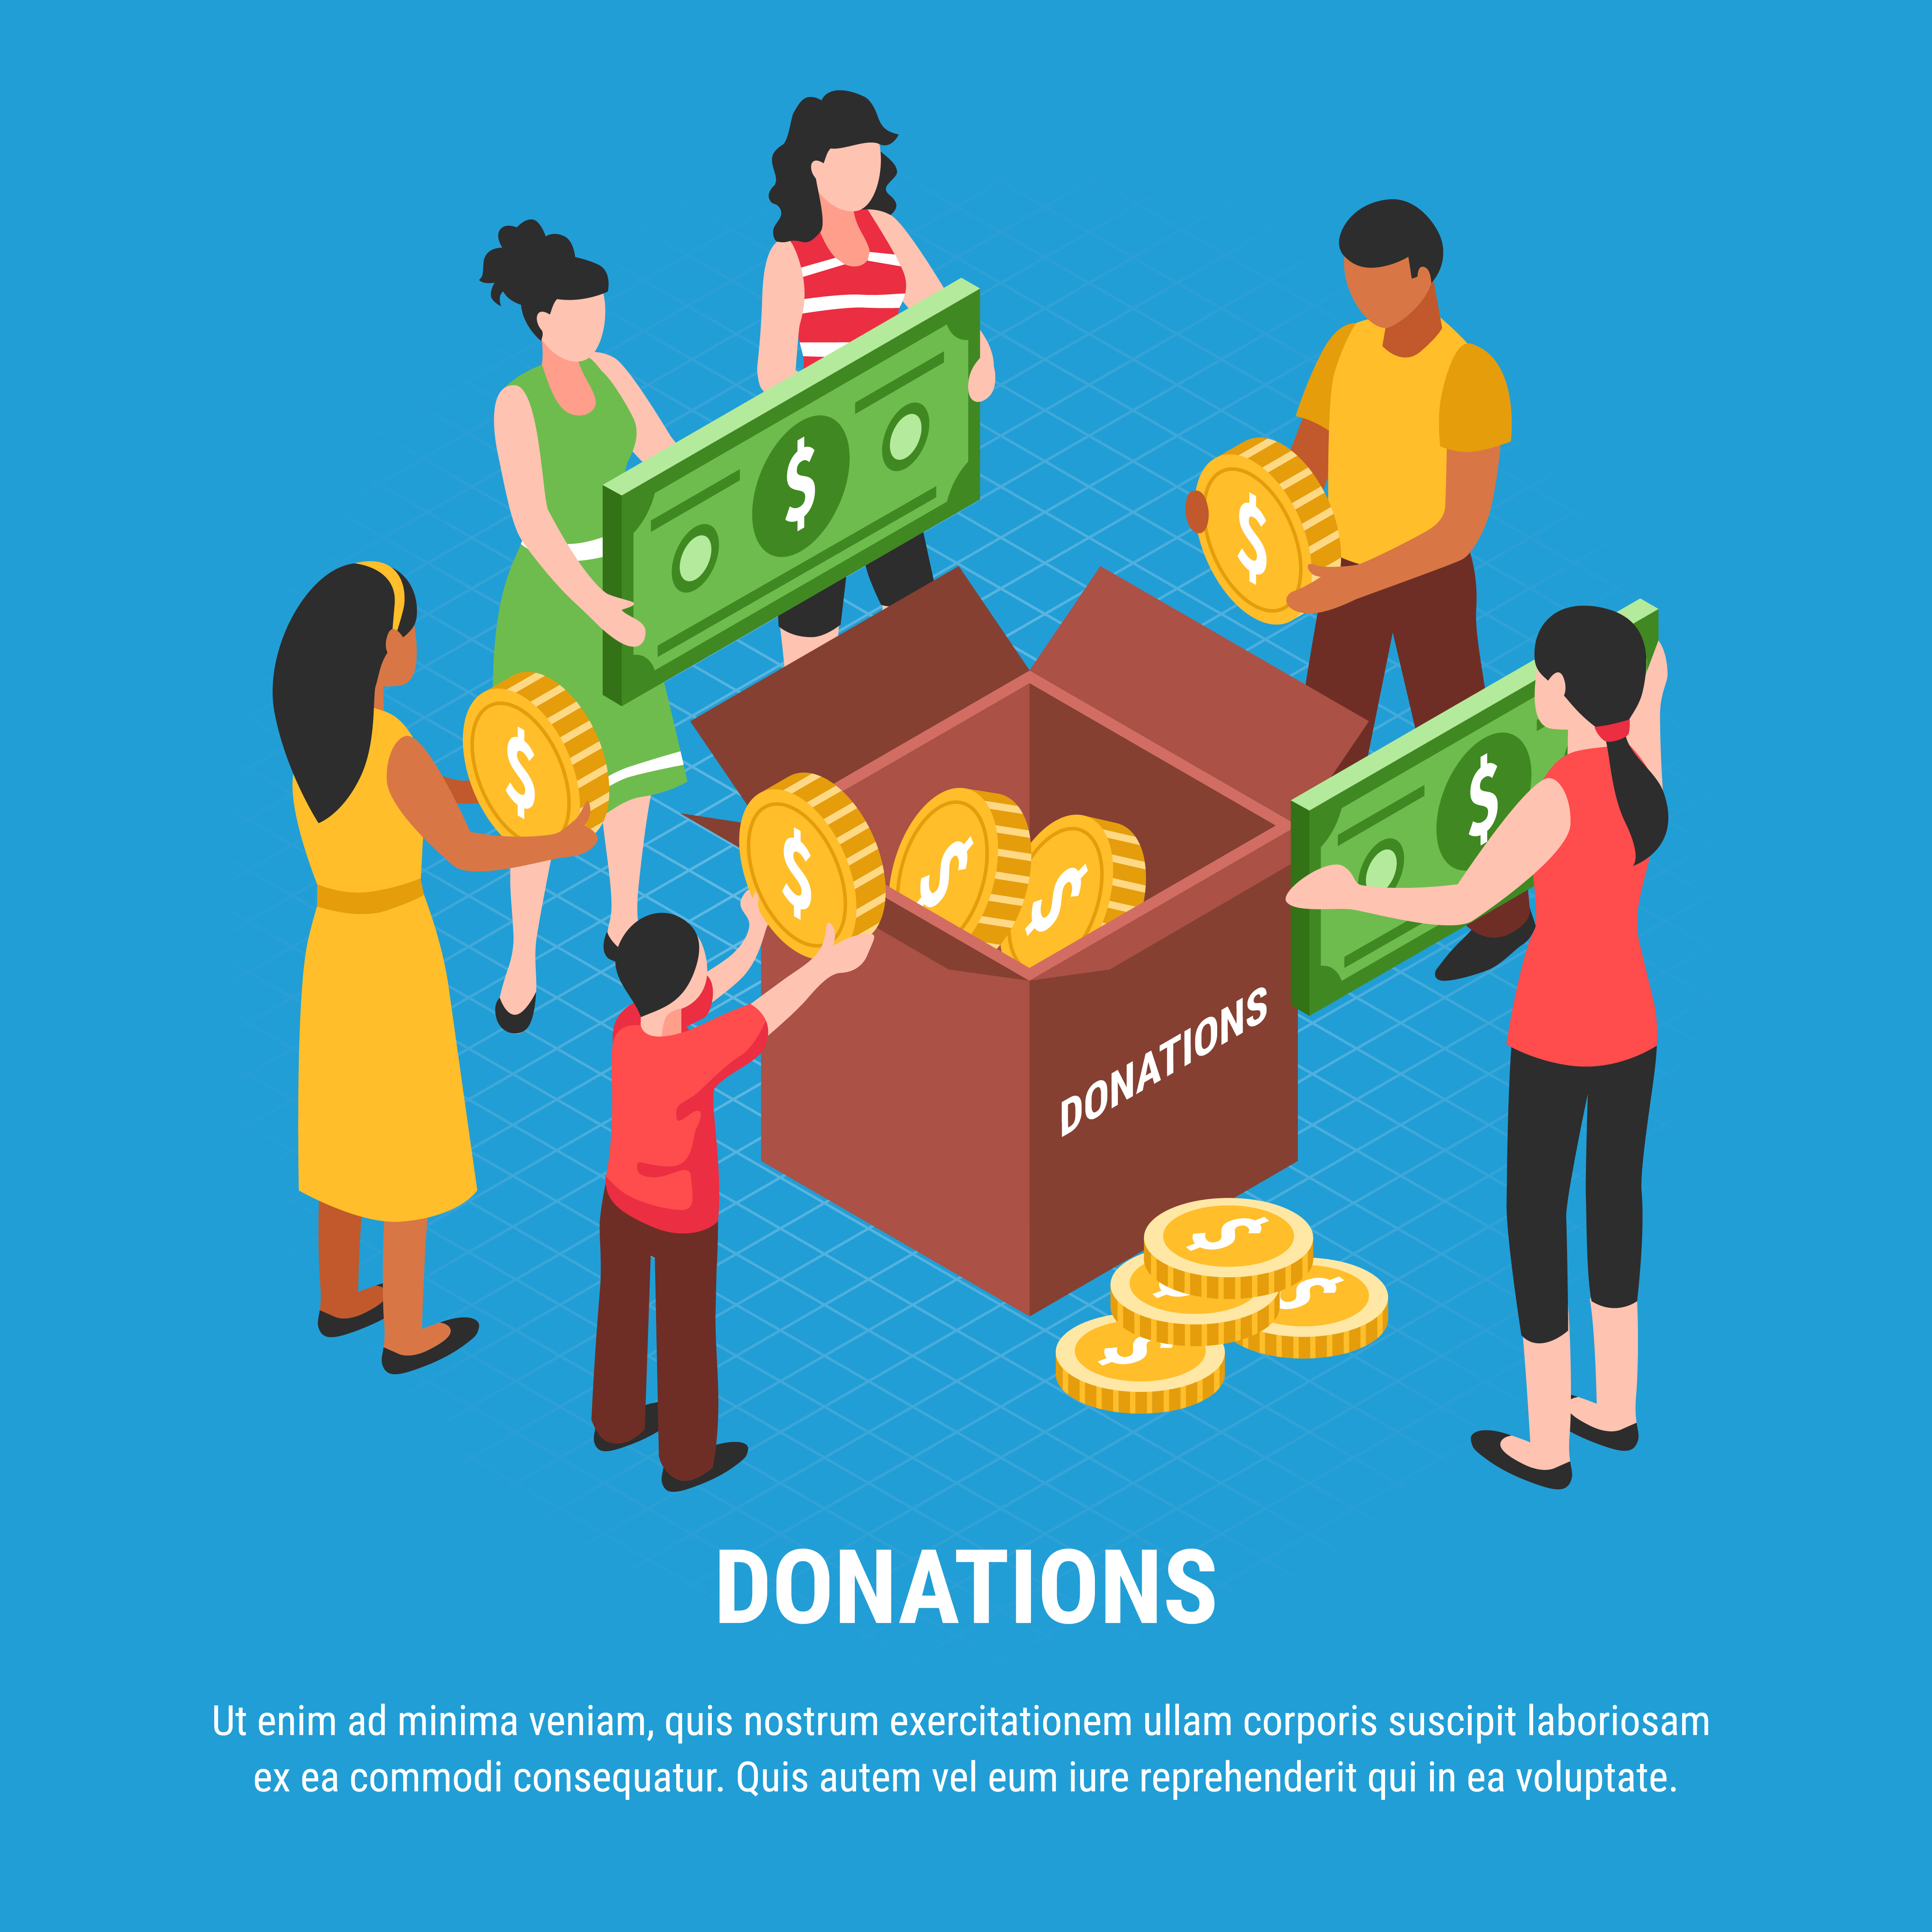 $
$
$
$
$
$
$
DONATIONS
$
$
$
$
DONATIONS
Ut enim ad minima veniam, quis nostrum exercitationem ullam corporis suscipit laboriosam
ex ea commodi consequatur. Quis autem vel eum iure reprehenderit qui in ea voluptate.